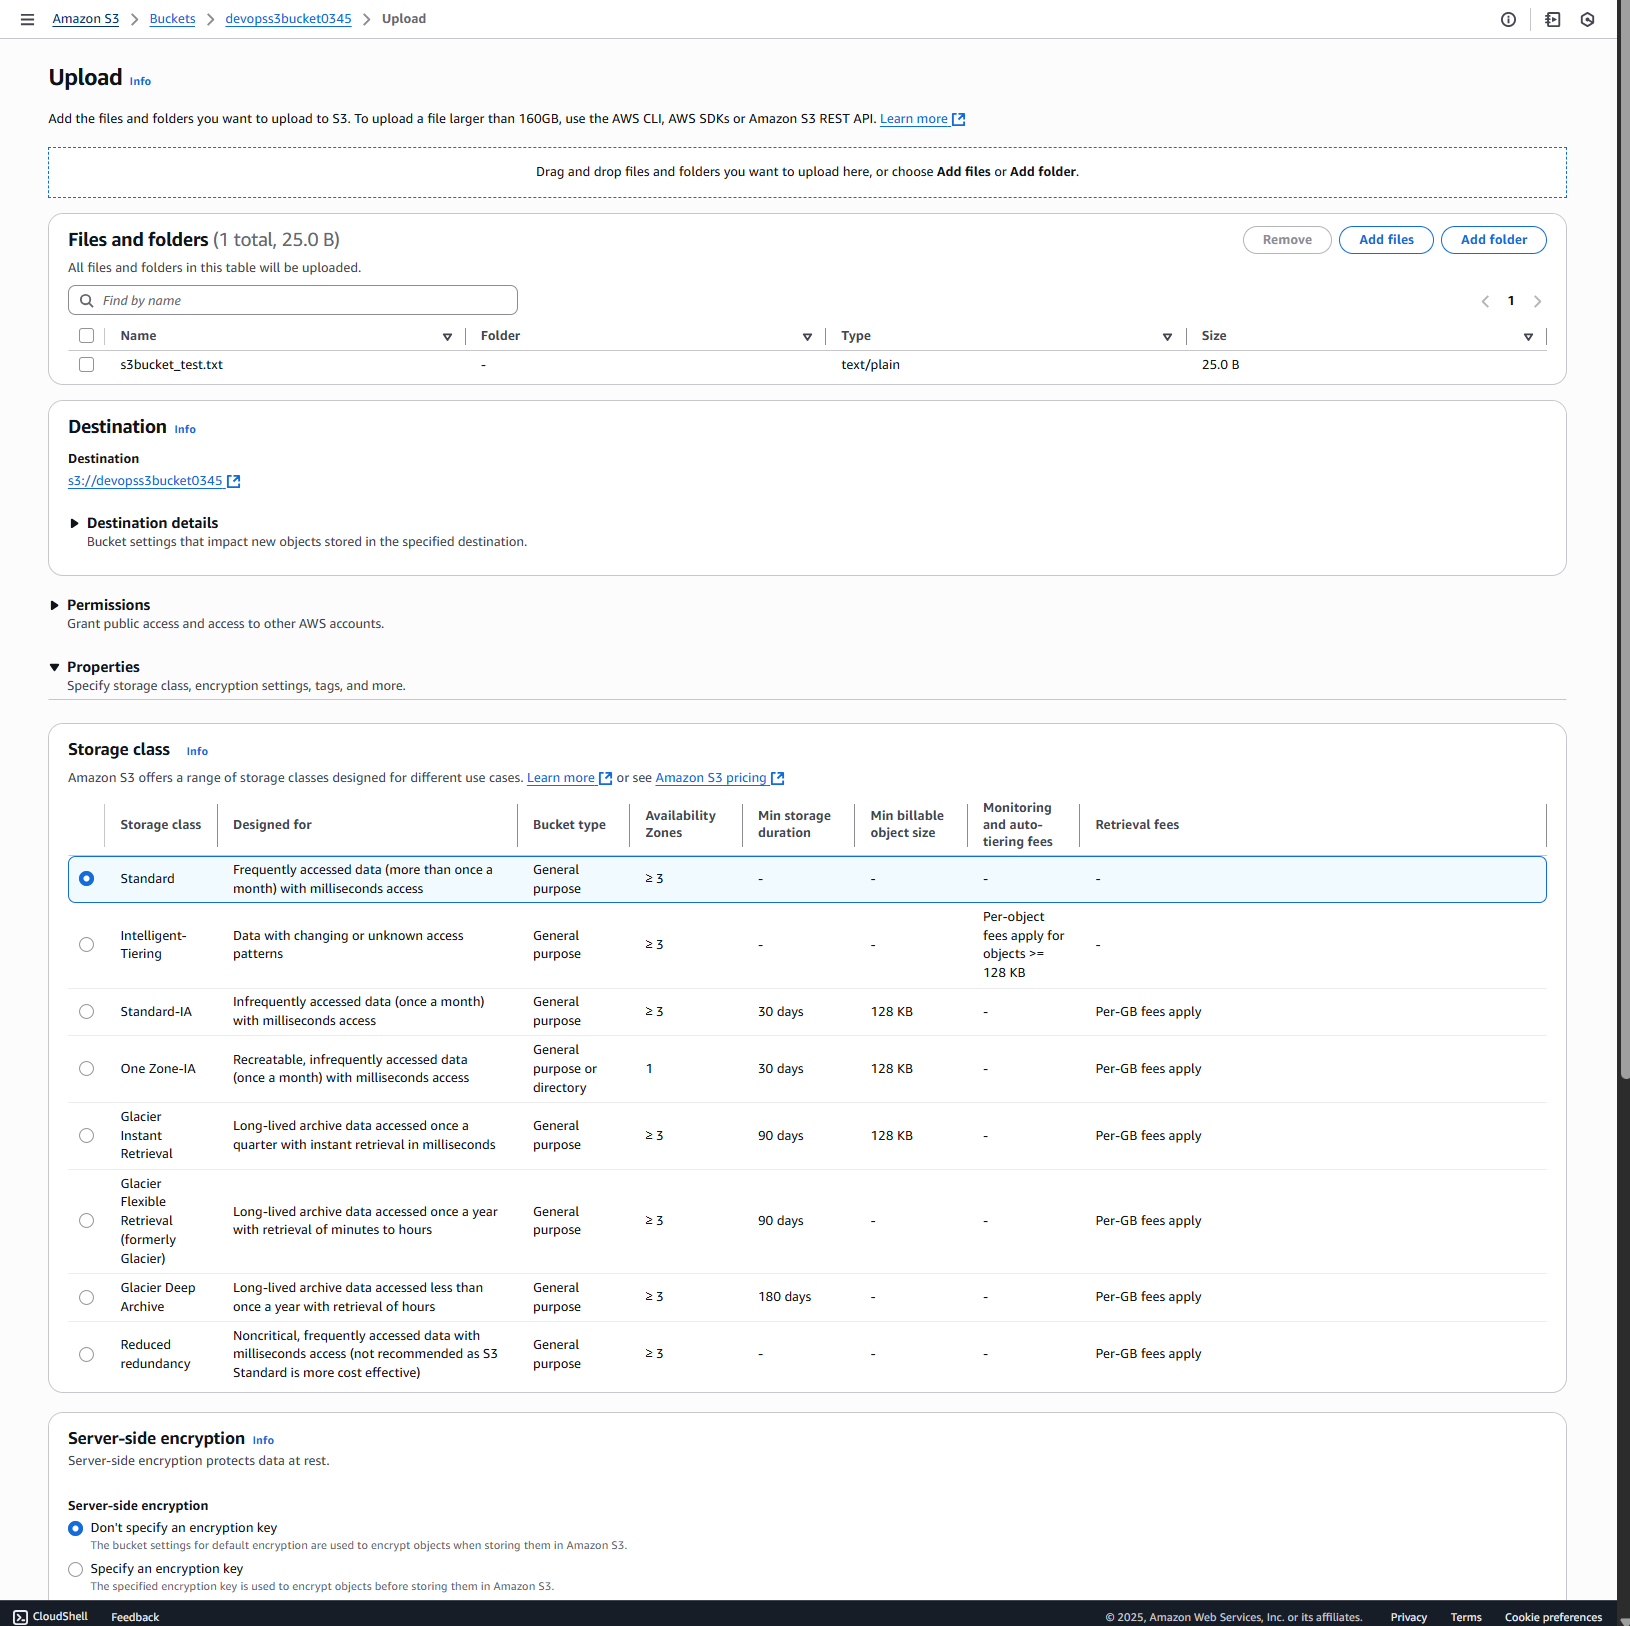 Amazon S3 > Buckets > devopss3bucket0345 > Upload
Upload Info
Add the files and folders you want to upload to S3. To upload a file larger than 160GB, use the AWS CLI, AWS SDKs or Amazon S3 REST API. Learn more
Drag and drop files and folders you want to upload here, or choose Add files or Add folder.
Files and folders (1 total, 25.0 B)
Remove
Add files
Add folder
All files and folders in this table will be uploaded.
Find by name
1
Name Folder Type Size
s3bucket_test.txt - text/plain 25.0 B
Destination Info
Destination
s3://devopss3bucket0345
Destination details
Bucket settings that impact new objects stored in the specified destination.
Permissions
Grant public access and access to other AWS accounts.
Properties
Specify storage class, encryption settings, tags, and more.
Storage class Info
Amazon S3 offers a range of storage classes designed for different use cases. Learn more or see Amazon S3 pricing
Storage class
Designed for
Bucket type
Availability
Zones
Min storage
duration
Min billable
object size
Monitoring
and auto-
tiering fees
Retrieval fees
Standard
Frequently accessed data (more than once a
month) with milliseconds access
General
purpose
≥ 3
-
-
-
-
Intelligent-
Tiering
Data with changing or unknown access
patterns
General
purpose
≥ 3
-
-
Per-object
fees apply for
objects >=
128 KB
-
Standard-IA
Infrequently accessed data (once a month)
with milliseconds access
General
purpose
≥ 3
30 days
128 KB
-
Per-GB fees apply
One Zone-IA
Recreatable, infrequently accessed data
(once a month) with milliseconds access
General
purpose or
directory
1
30 days
128 KB
-
Per-GB fees apply
Glacier
Instant
Retrieval
Long-lived archive data accessed once a
quarter with instant retrieval in milliseconds
General
purpose
≥ 3
90 days
128 KB
-
Per-GB fees apply
Glacier
Flexible
Retrieval
(formerly
Glacier)
Long-lived archive data accessed once a year
with retrieval of minutes to hours
General
purpose
≥ 3
90 days
-
-
Per-GB fees apply
Glacier Deep
Archive
Long-lived archive data accessed less than
once a year with retrieval of hours
General
purpose
≥ 3
180 days
-
-
Per-GB fees apply
Reduced
redundancy
Noncritical, frequently accessed data with
milliseconds access (not recommended as S3
Standard is more cost effective)
General
purpose
≥ 3
-
-
-
Per-GB fees apply
Server-side encryption Info
Server-side encryption protects data at rest.
Server-side encryption
Don't specify an encryption key
The bucket settings for default encryption are used to encrypt objects when storing them in Amazon S3.
Specify an encryption key
The specified encryption key is used to encrypt objects before storing them in Amazon S3.
CloudShell Feedback © 2025, Amazon Web Services, Inc. or its affiliates. Privacy Terms Cookie preferences